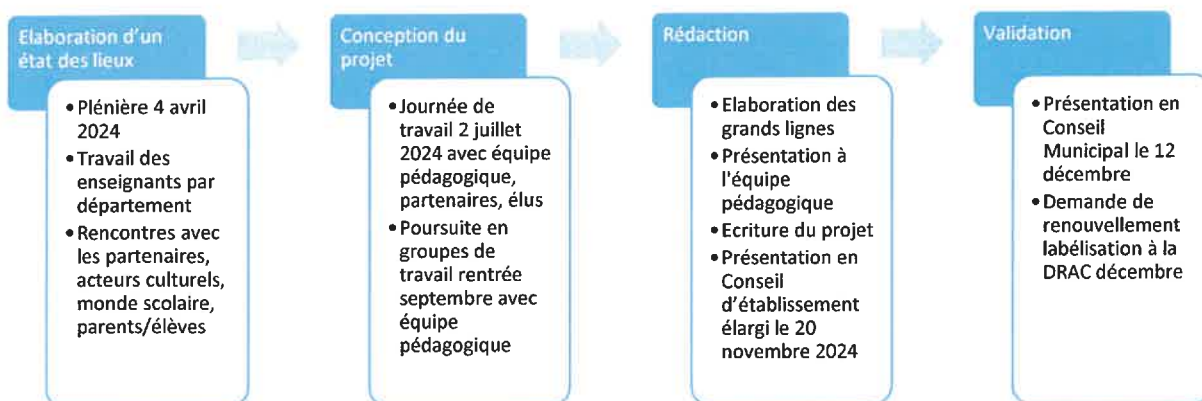 Elaboration d'un
état des lieux
• Plénière 4 avril
2024
• Travail des
enseignants par
département
• Rencontres avec
les partenaires,
acteurs culturels,
monde scolaire,
parents/élèves
Conception du
projet
• Journée de
travail 2 juillet
2024 avec équipe
pédagogique,
partenaires, élus
• Poursuite en
groupes de
travail rentrée
septembre avec
équipe
pédagogique
Rédaction
• Elaboration des
grands lignes
• Présentation à
l'équipe
pédagogique
• Ecriture du projet
• Présentation en
Conseil
d'établissement
élargi le 20
novembre 2024
Validation
• Présentation en
Conseil
Municipal le 12
décembre
• Demande de
renouvellement
labélisation à la
DRAC décembre